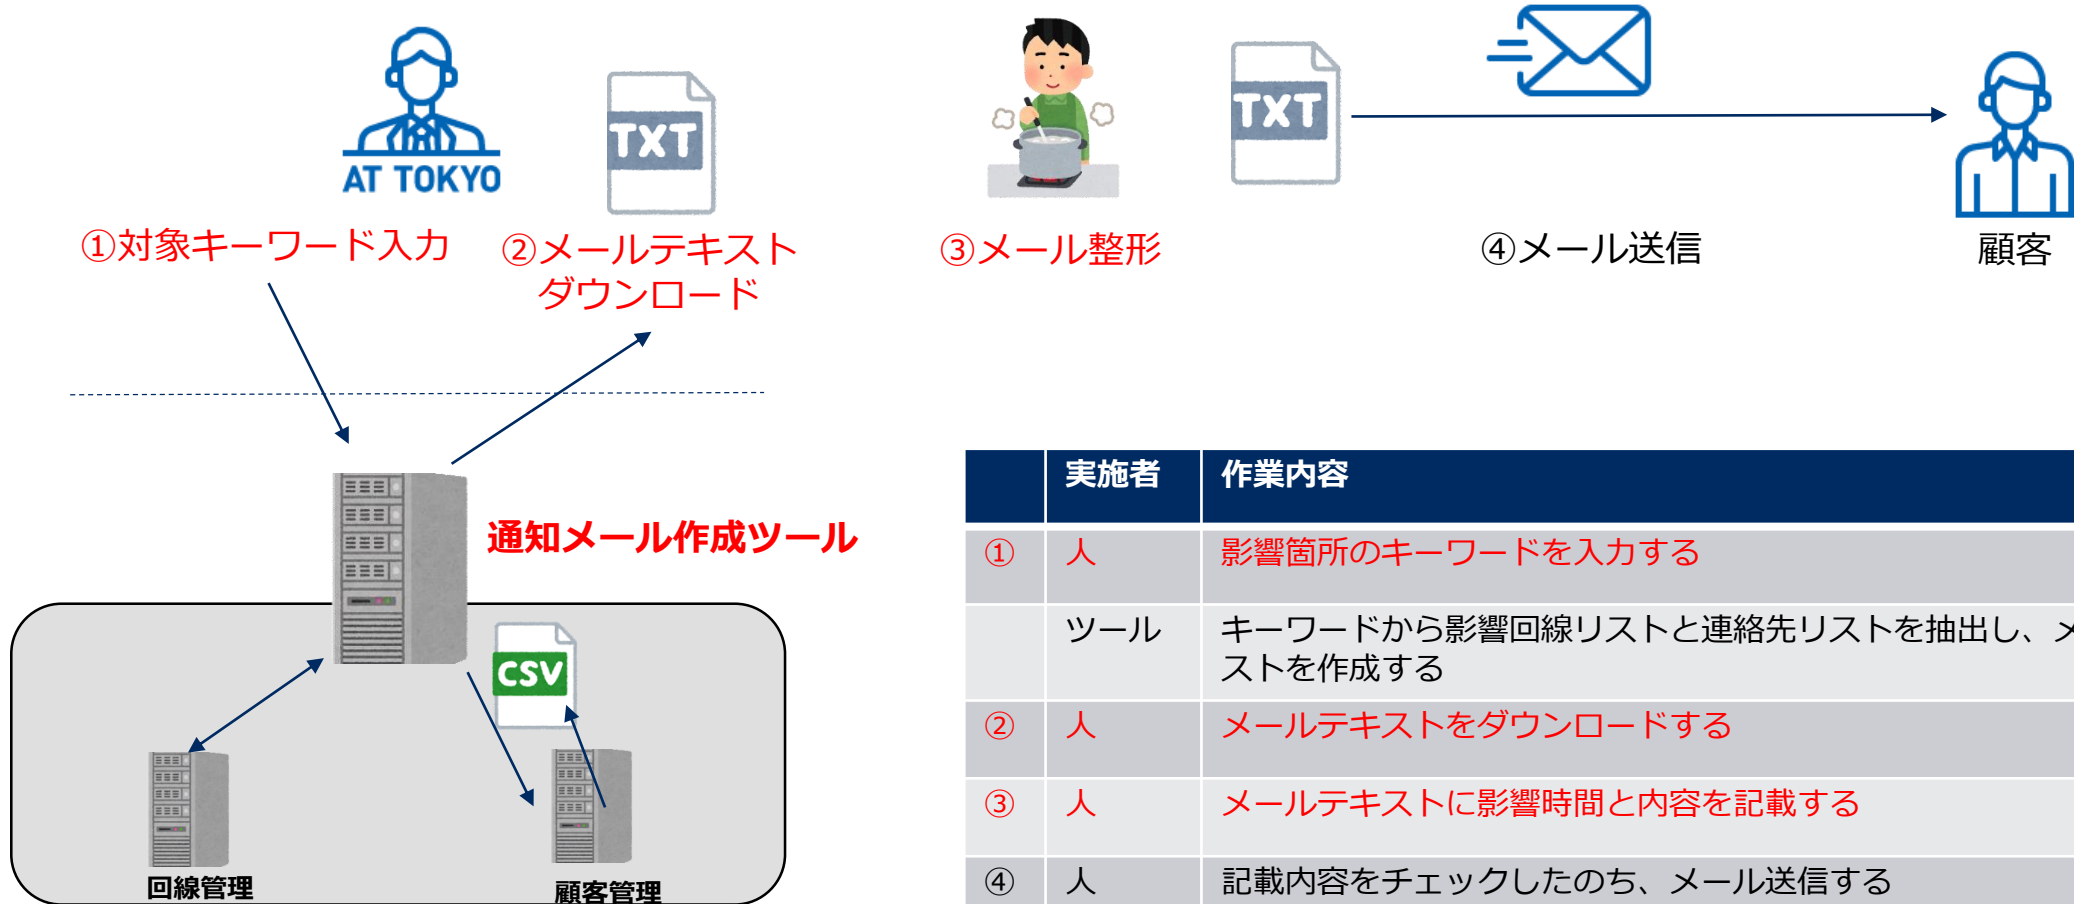 AT TOKYO
TXT
TXT
①対象キーワード入力
②メールテキスト
ダウンロード
③メール整形
④メール送信
顧客
通知メール作成ツール
CSV
回線管理
顧客管理
実施者 作業内容
① 人 影響箇所のキーワードを入力する
ツール キーワードから影響回線リストと連絡先リストを抽出し、メ
ストを作成する
② 人 メールテキストをダウンロードする
③ 人 メールテキストに影響時間と内容を記載する
④ 人 記載内容をチェックしたのち、メール送信する